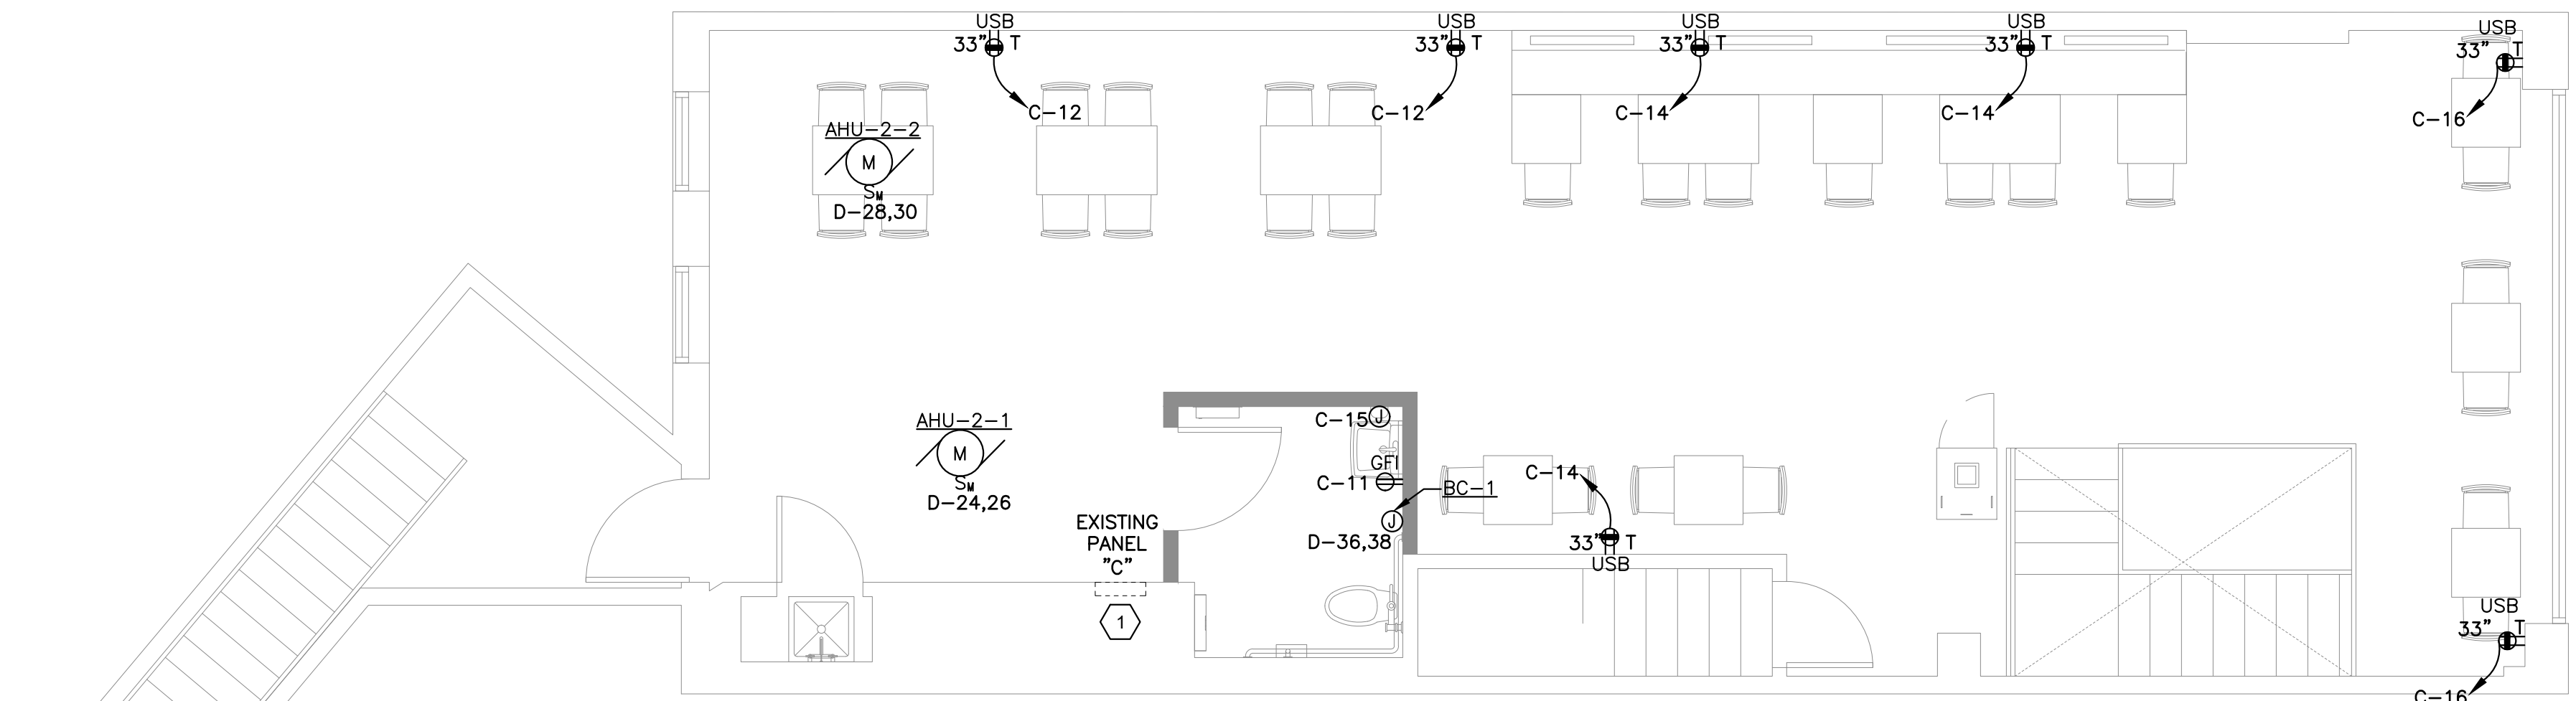 USB
33” T
C-12
USB
33” T
C-12
USB
33” T
C-14
USB
33” T
C-14
USB
33” T
C-16
AHU-2-2
M
SM
D-28,30
AHU-2-1
M
SM
D-24,26
EXISTING
PANEL
”C”
1
C-15 J
GFI
C-11
BC-1
J
D-36,38
C-14
33” T
USB
USB
33” T
C-16